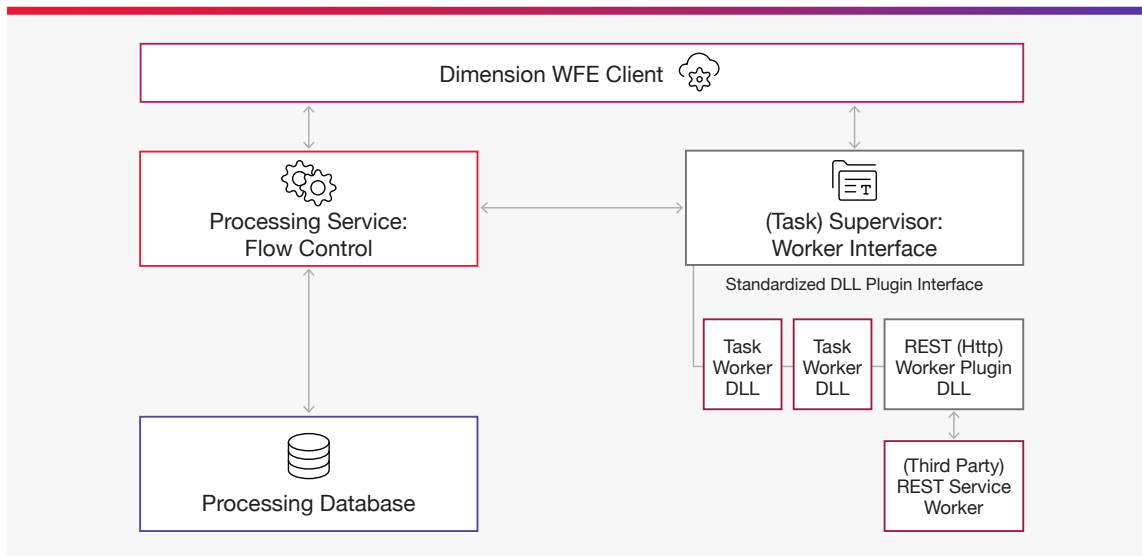 Dimension WFE Client
Processing Service:
Flow Control
(Task) Supervisor:
Worker Interface
T
Standardized DLL Plugin Interface
Task
Worker
DLL
Task
Worker
DLL
REST (Http)
Worker Plugin
DLL
Processing Database
(Third Party)
REST Service
Worker